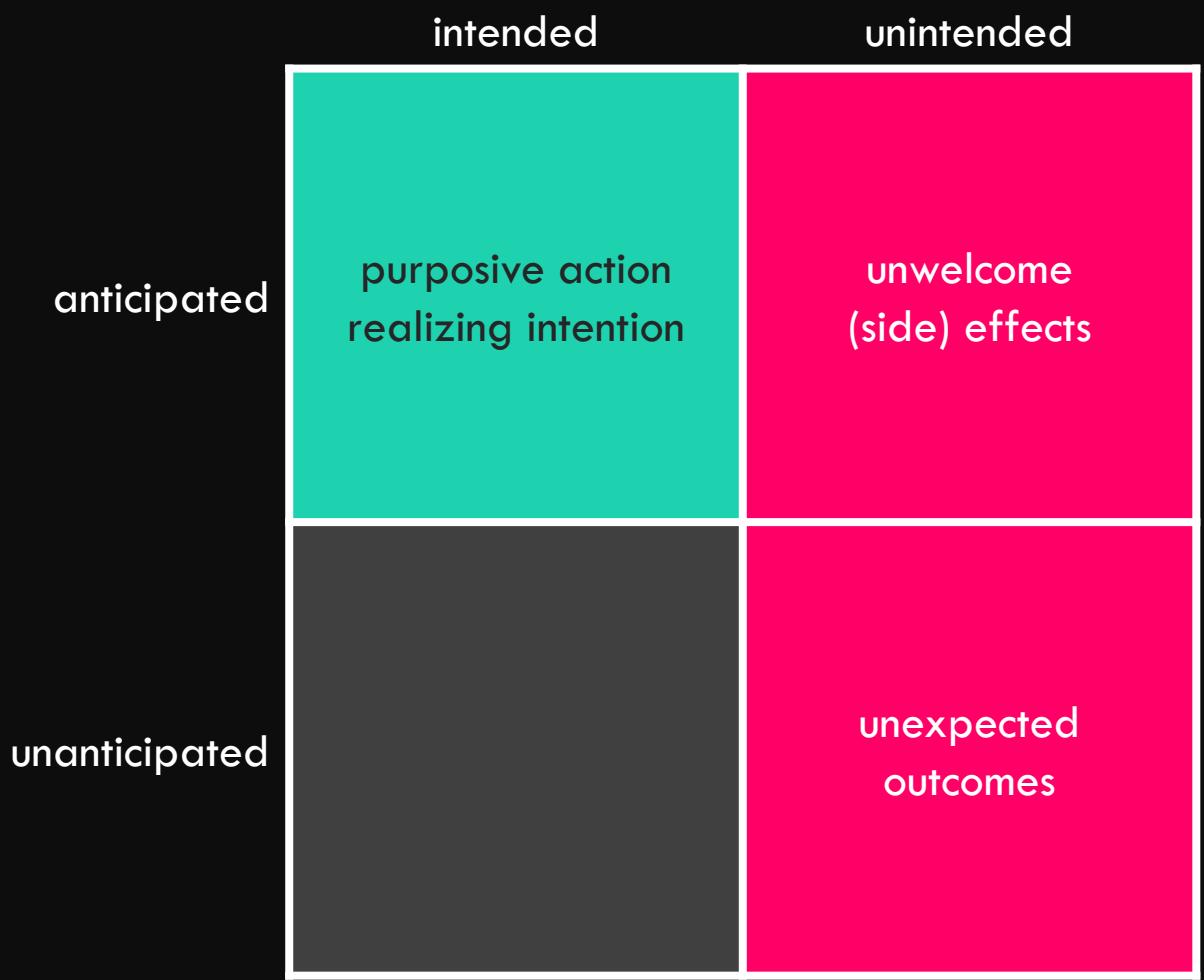 intended
unintended
anticipated
purposive action
realizing intention
unwelcome
(side) effects
unanticipated
unexpected
outcomes